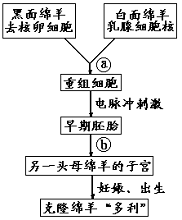 黑面绵羊 白面绵羊
去核卵细胞 乳腺细胞核
ⓐ
重组细胞
电脉冲刺激
早期胚胎
ⓑ
另一头母绵羊的子宫
妊娠、出生
克隆绵羊“多利”